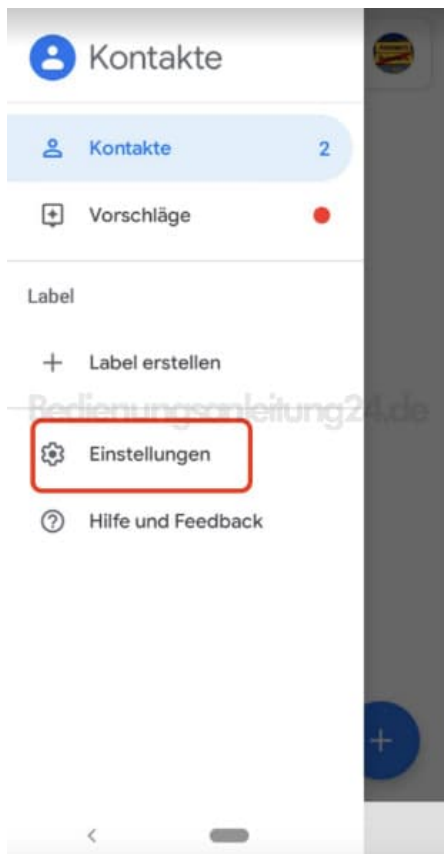 Kontakte
Kontakte 2
Vorschläge
Label
Label erstellen
Bedienungsanleitung24.de
Einstellungen
Hilfe und Feedback